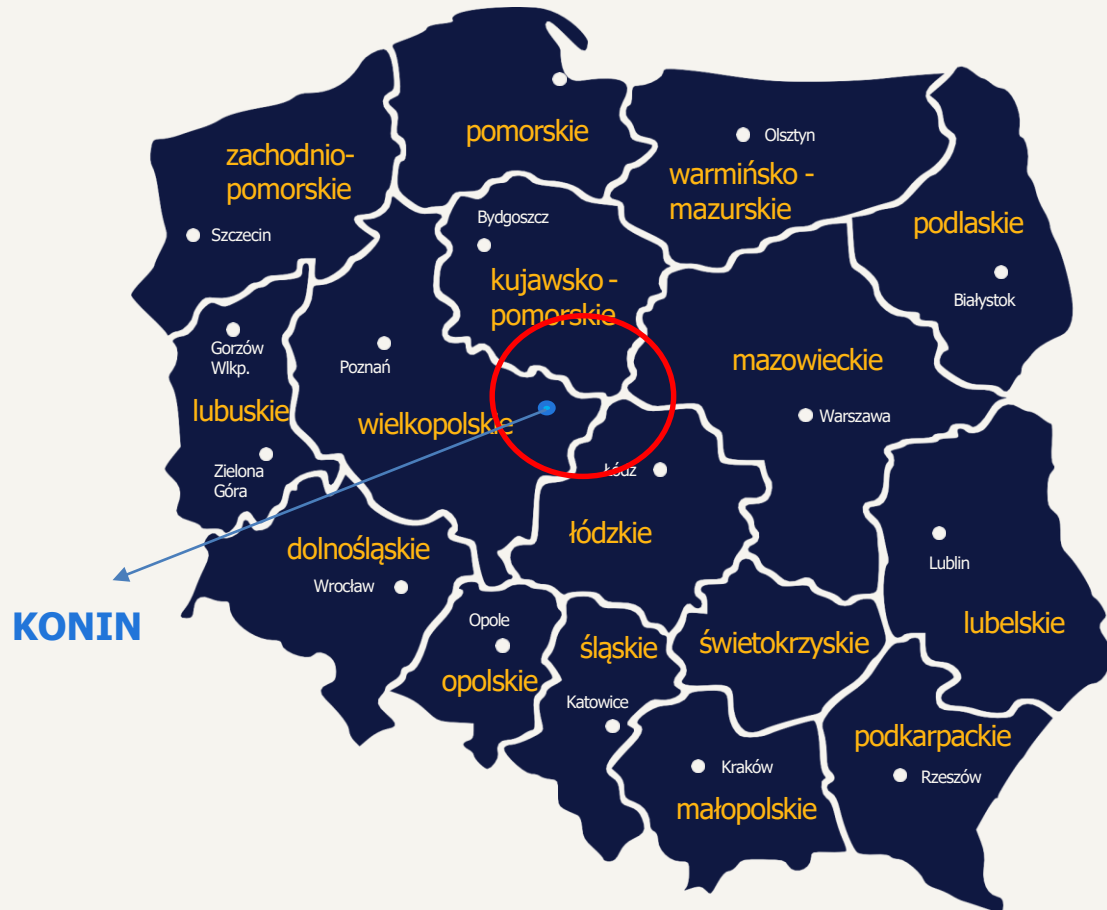 pomorskie
Olsztyn
zachodnio-
pomorskie
warmińsko -
mazurskie
podlaskie
Bydgoszcz
Szczecin
kujawsko -
pomorskie
Białystok
Gorzów
Wlkp.
Poznań
mazowieckie
lubuskie
wielkopolskie
Warszawa
Zielona
Góra
Łódź
łódzkie
dolnośląskie
Wrocław
Lublin
KONIN
Opole
lubelskie
śląskie
świetokrzyskie
opolskie
Katowice
podkarpackie
Kraków
Rzeszów
małopolskie